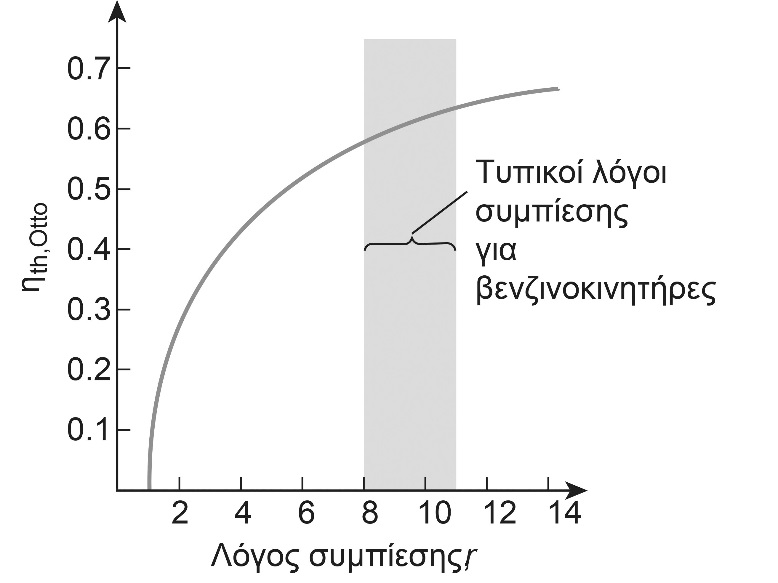 0.7
0.6
0.5
0.4
0.3
0.2
0.1
ηth,Otto
Τυπικοί λόγοι
συμπίεσης
για
βενζινοκινητήρες
2 4 6 8 10 12 14
Λόγος συμπίεσης, r